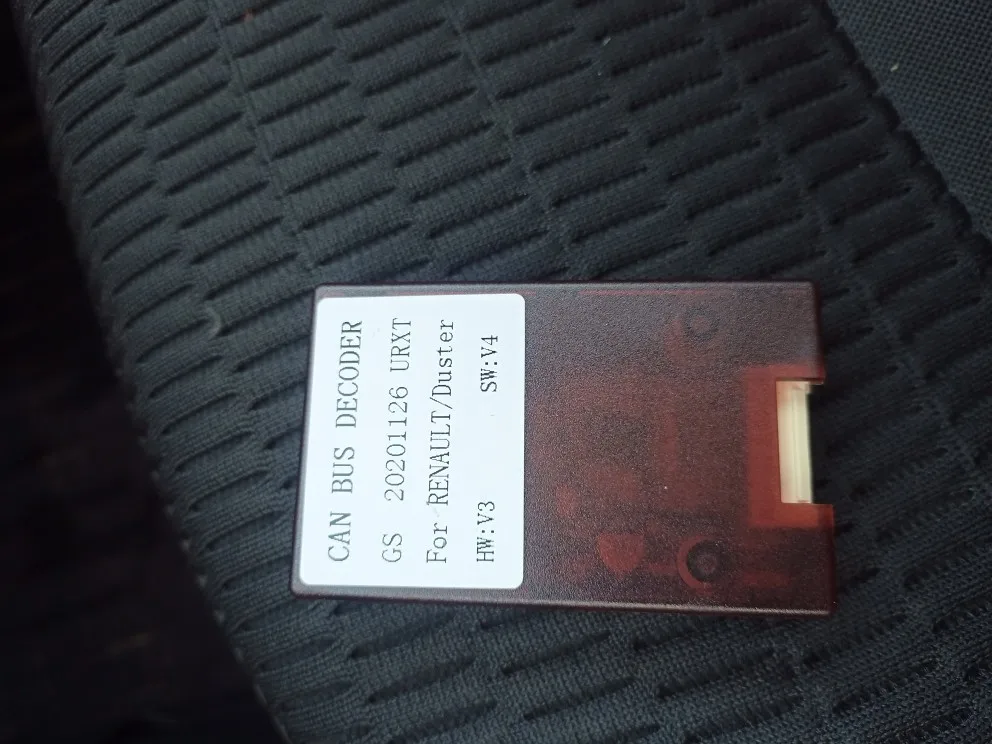 CAN BUS DECODER
GS 20201126 URXT
For RENAULT/Duster
HW:V3 SW:V4